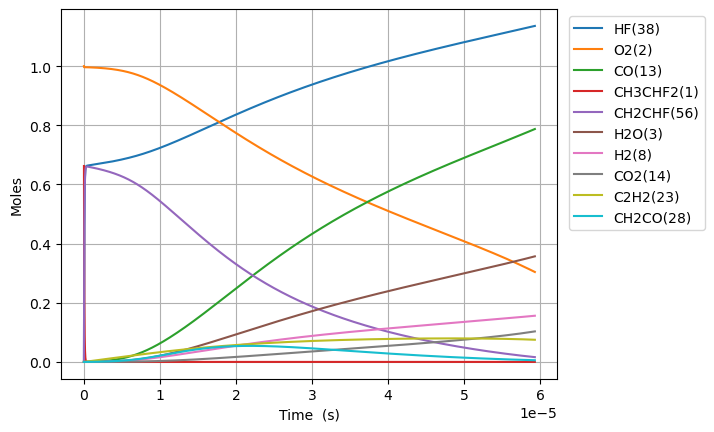 HF(38)
O2(2)
CO(13)
CH3CHF2(1)
CH2CHF(56)
H2O(3)
H2(8)
CO2(14)
C2H2(23)
CH2CO(28)
Moles
1.0
0.8
0.6
0.4
0.2
0.0
0 1 2 3 4 5 6
1e-5
Time (s)